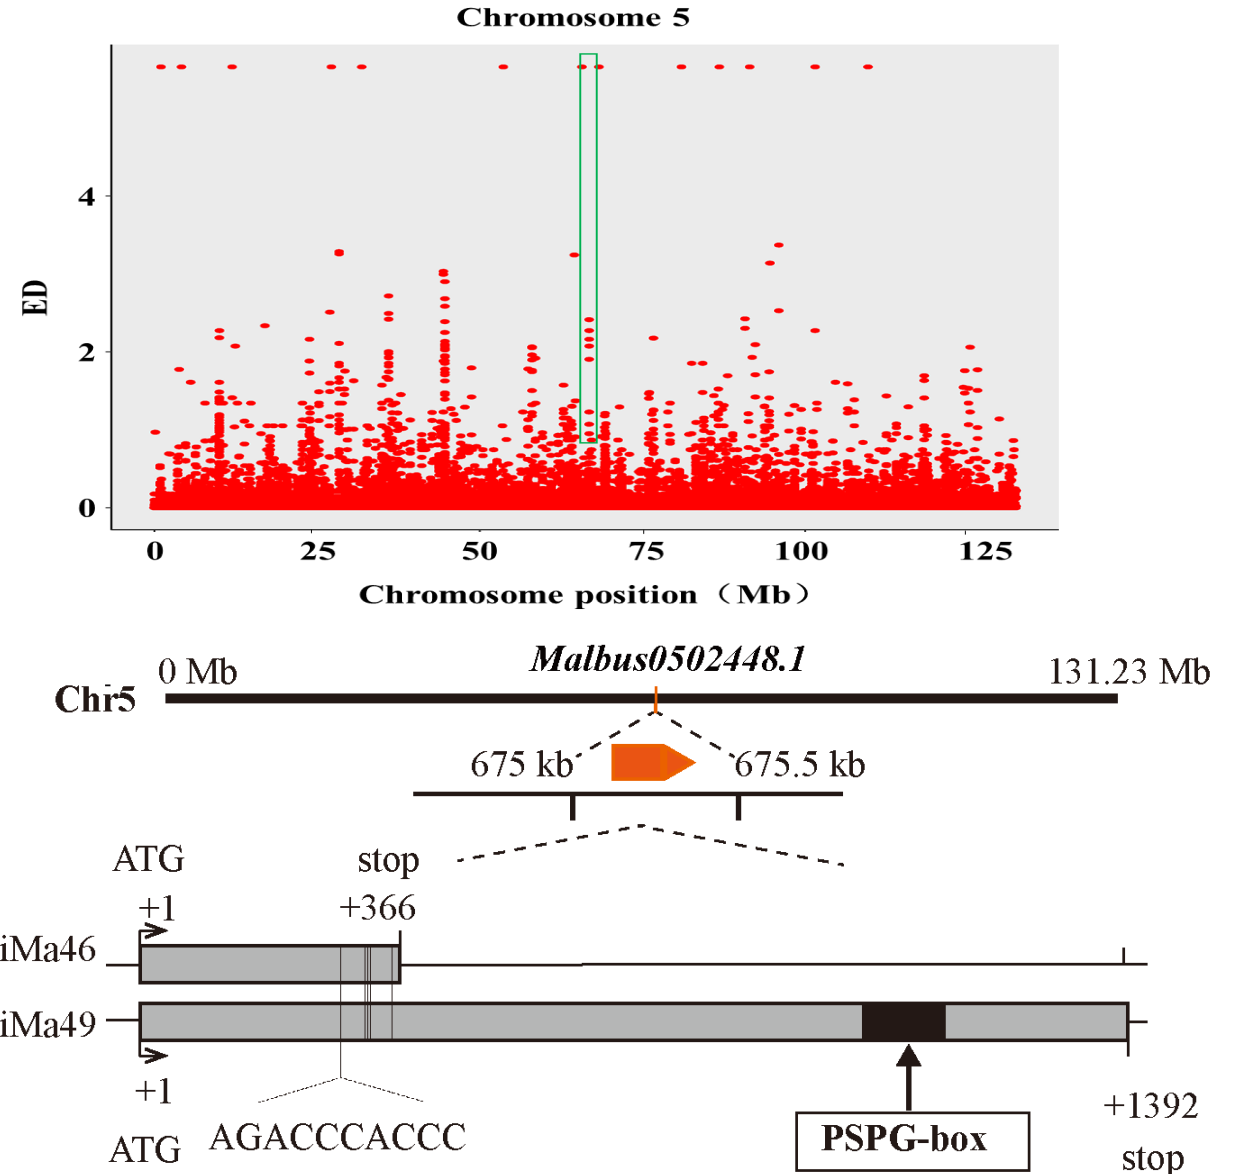 Chromosome 5
ED
4
2
0
0 25 50 75 100 125
Chromosome position（Mb）
Malbus0502448.1
0 Mb 131.23 Mb
Chr5
675 kb 675.5 kb
ATG stop
+1 +366
iMa46
iMa49
+1 +1392
ATG AGACCCACCC PSPG-box stop